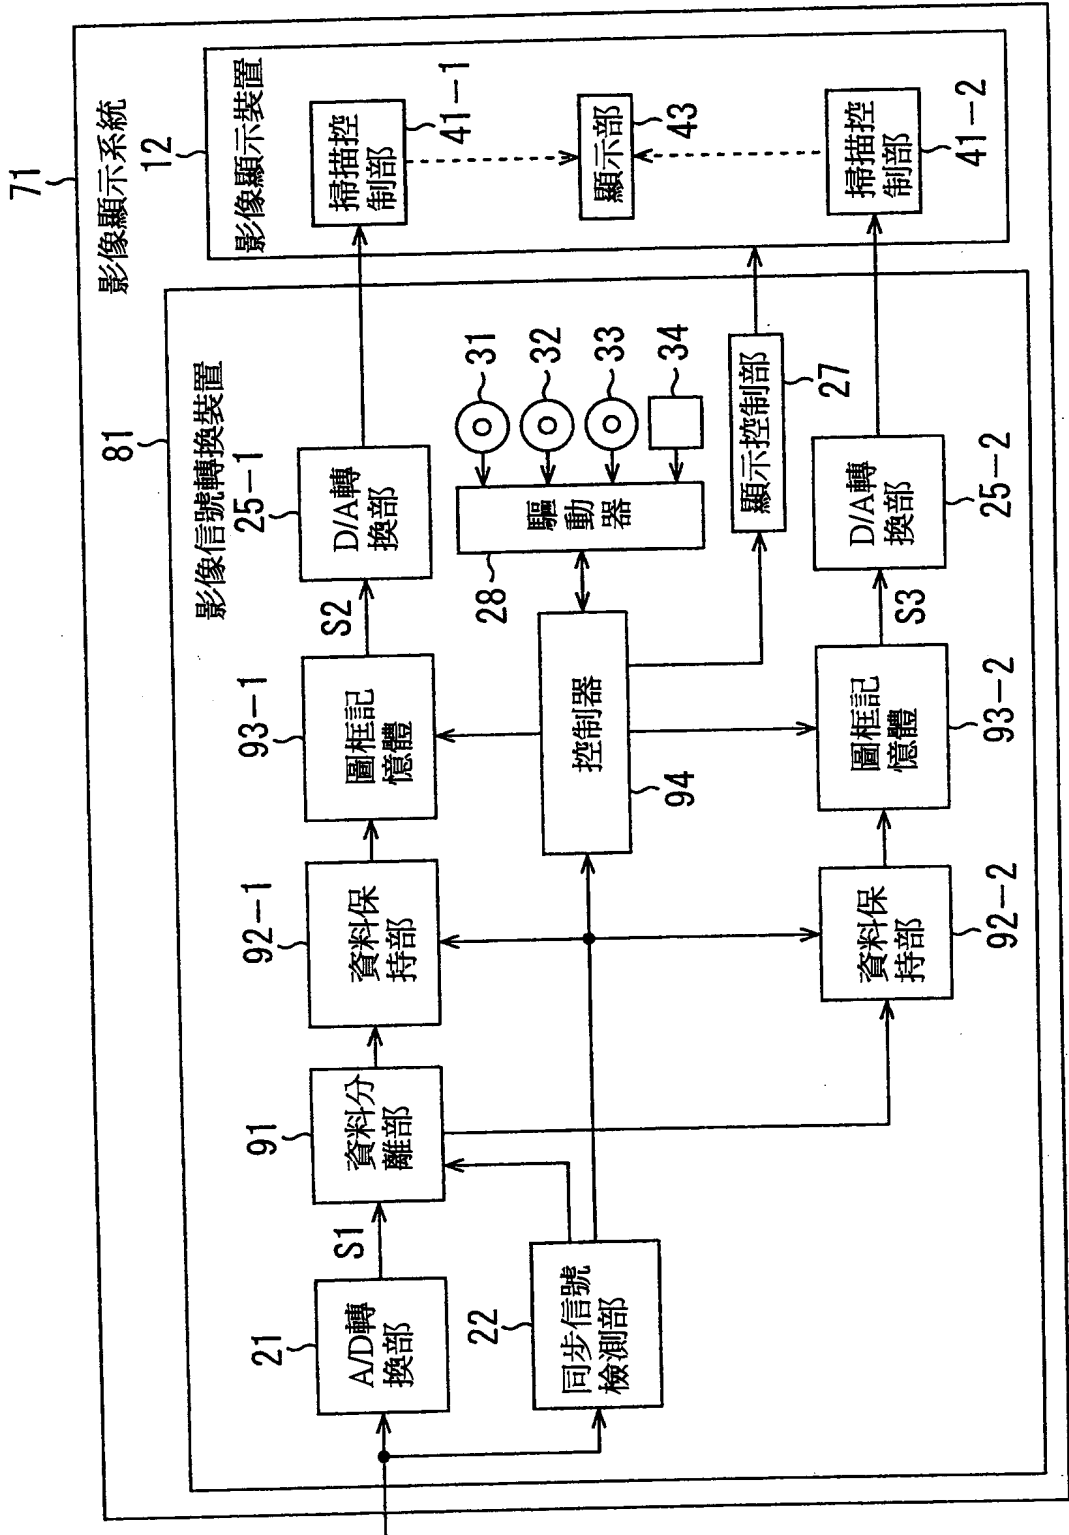 71
影像顯示系統
12
影像顯示裝置
掃描控
制部
41-1
顯示部
43
掃描控
制部
41-2
81
影像信號轉換裝置
21
A/D轉
換部
S1
91
資料分
離部
92-1
資料保
持部
93-1
圖框記
憶體
S2
25-1
D/A轉
換部
22
同步信號
檢測部
控制器
94
28
驅動器
31
32
33
34
顯示控制部
27
資料保
持部
92-2
圖框記
憶體
93-2
S3
D/A轉
換部
25-2